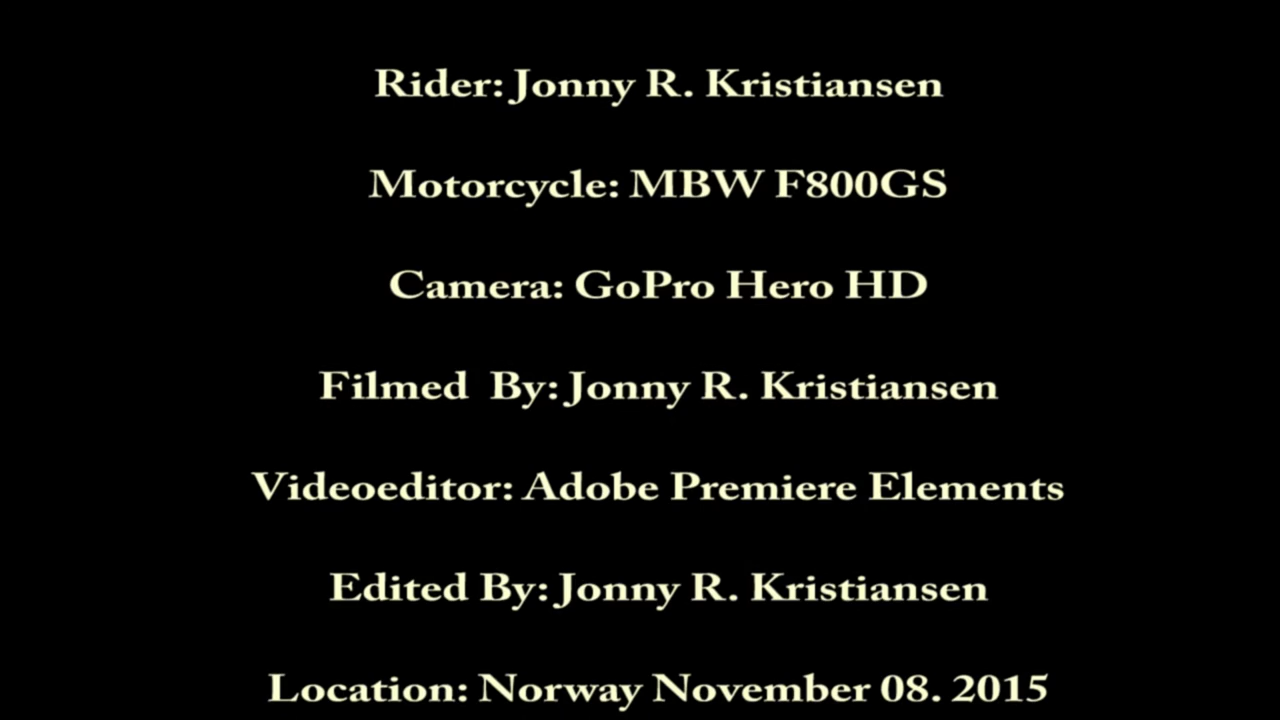 Rider: Jonny R. Kristiansen
Motorcycle: MBW F800GS
Camera: GoPro Hero HD
Filmed  By: Jonny R. Kristiansen
Videoeditor: Adobe Premiere Elements
Edited By: Jonny R. Kristiansen
Location: Norway November 08. 2015